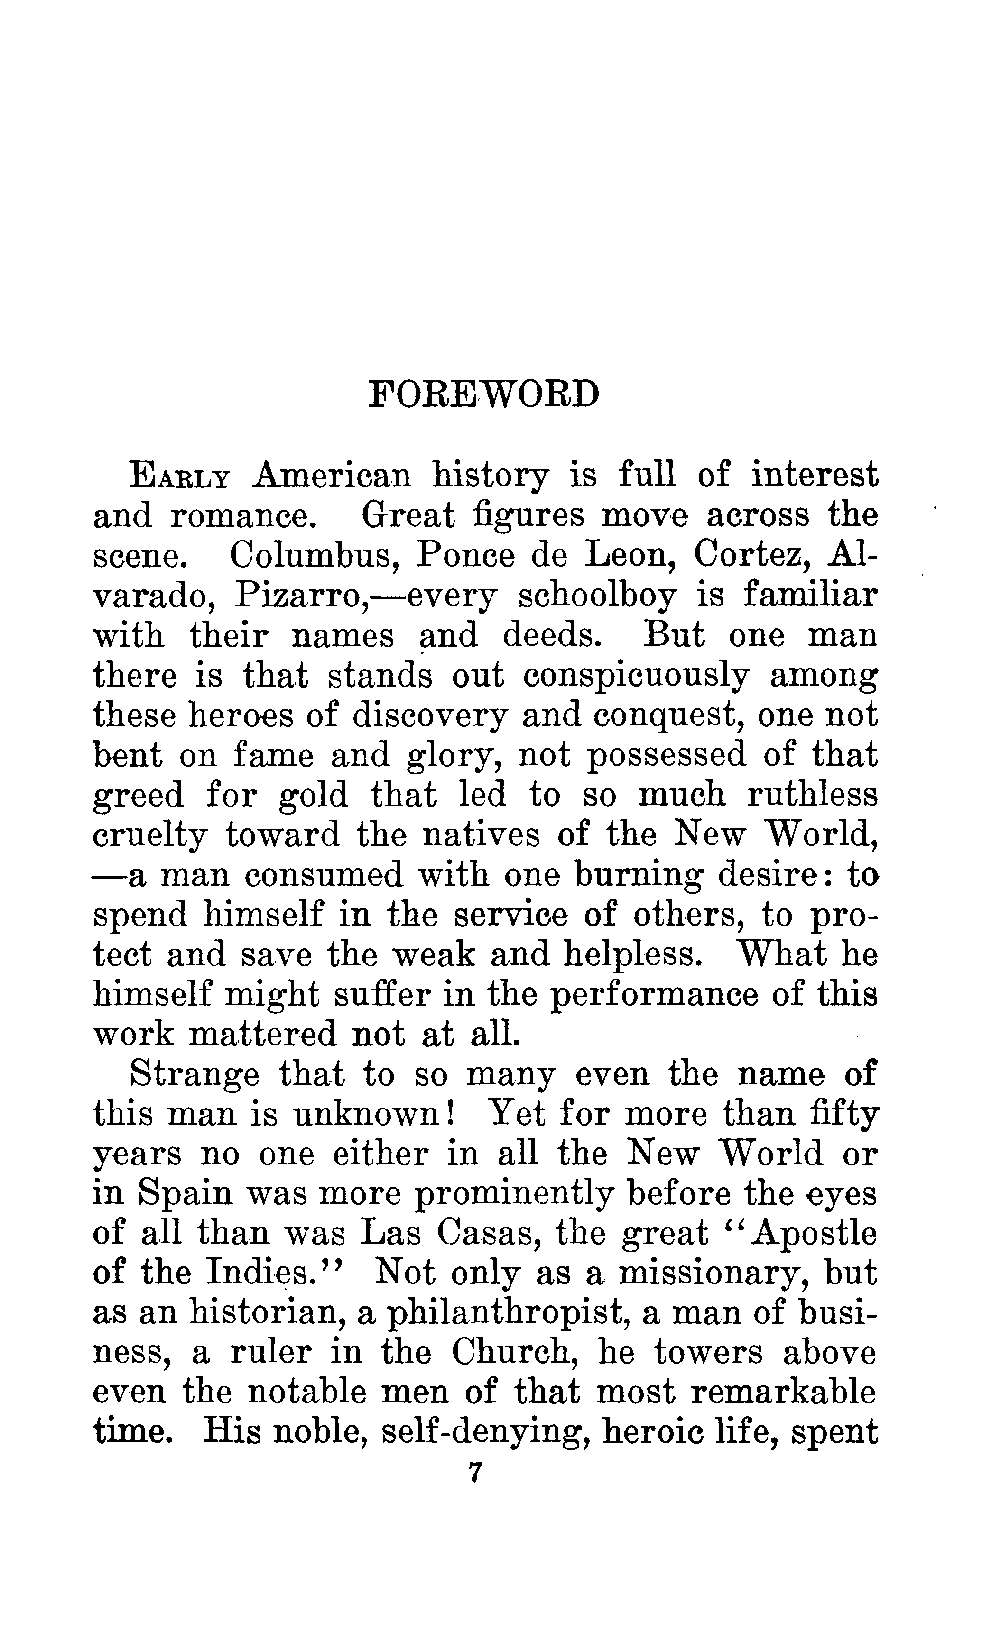 FOREWORD
EARLY American history is full of interest
and romance. Great figures move across the
scene. Columbus, Ponce de Leon, Cortez, Al-
varado, Pizarro,—every schoolboy is familiar
with their names and deeds. But one man
there is that stands out conspicuously among
these heroes of discovery and conquest, one not
bent on fame and glory, not possessed of that
greed for gold that led to so much ruthless
cruelty toward the natives of the New World,
—a man consumed with one burning desire: to
spend himself in the service of others, to pro-
tect and save the weak and helpless. What he
himself might suffer in the performance of this
work mattered not at all.
Strange that to so many even the name of
this man is unknown! Yet for more than fifty
years no one either in all the New World or
in Spain was more prominently before the eyes
of all than was Las Casas, the great "Apostle
of the Indies." Not only as a missionary, but
as an historian, a philanthropist, a man of busi-
ness, a ruler in the Church, he towers above
even the notable men of that most remarkable
time. His noble, self-denying, heroic life, spent
7